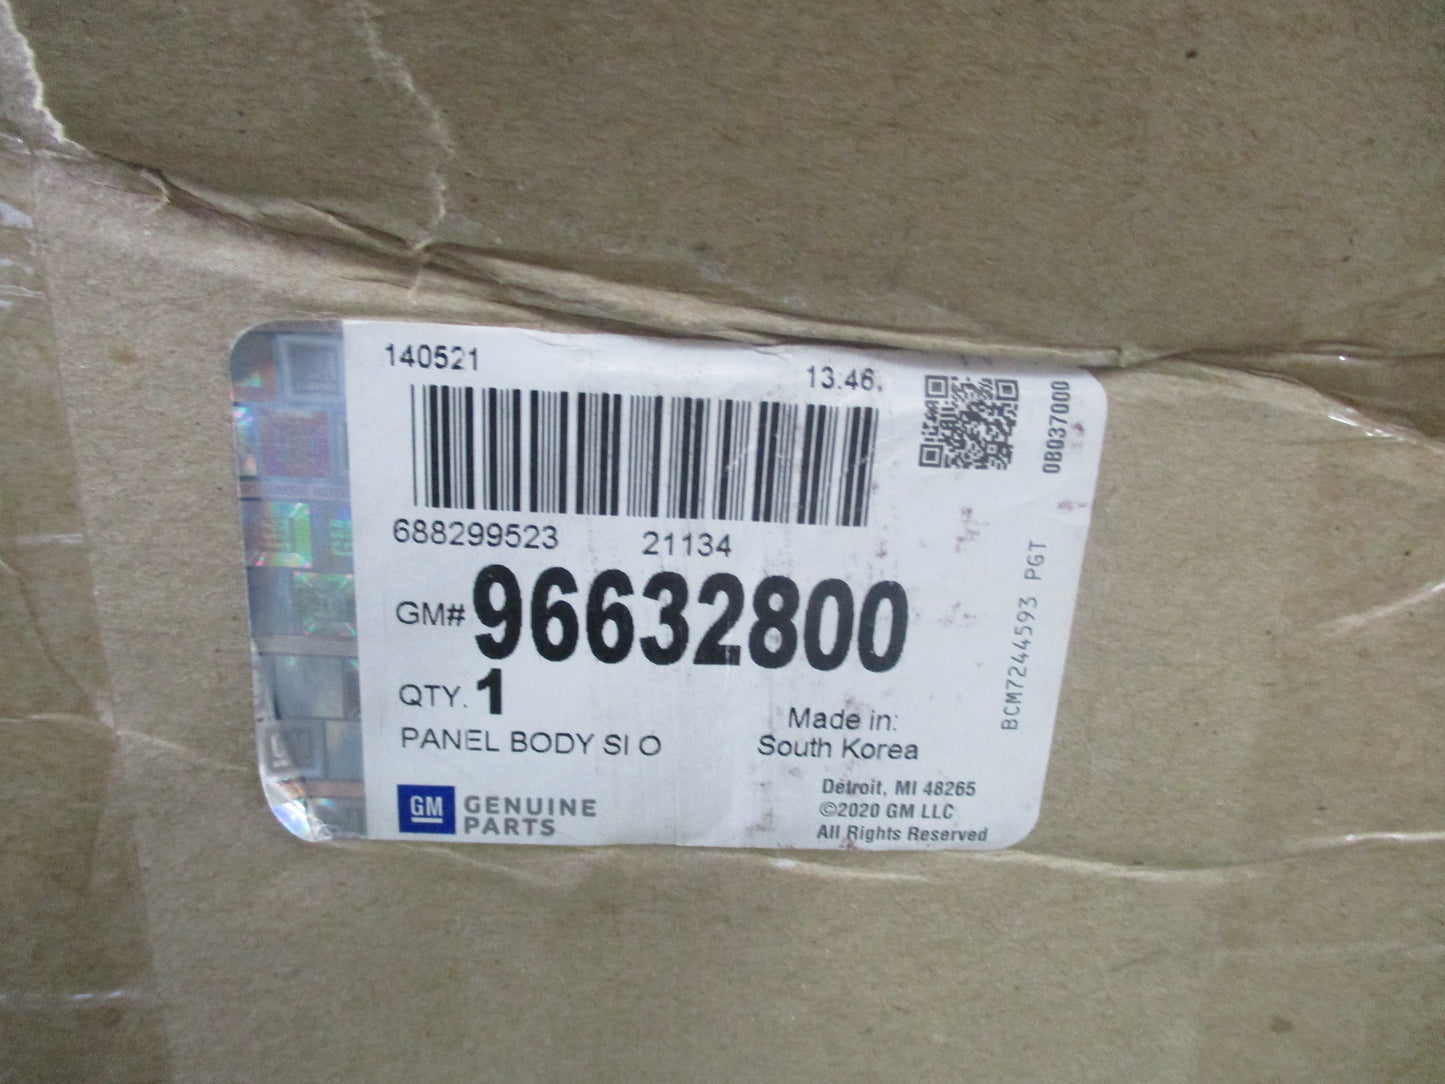 140521
13.46.
0B037000
688299523 21134
GM# 96632800
QTY. 1
PANEL BODY SI O
Made in:
South Korea
BCM7244593 PGT
GM GENUINE
PARTS
Detroit, MI 48265
©2020 GM LLC
All Rights Reserved
GM